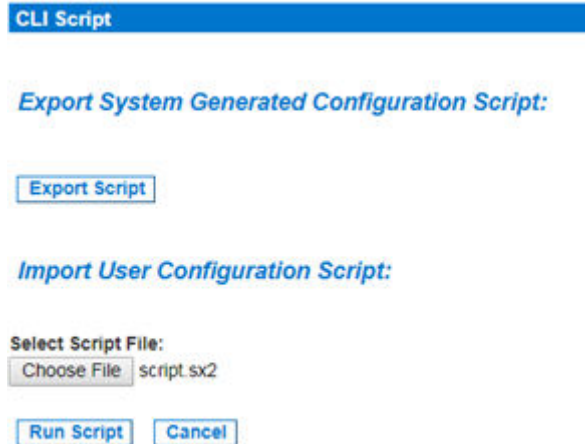 CLI Script
Export System Generated Configuration Script:
Export Script
Import User Configuration Script:
Select Script File:
Choose File script.sx2
Run Script Cancel